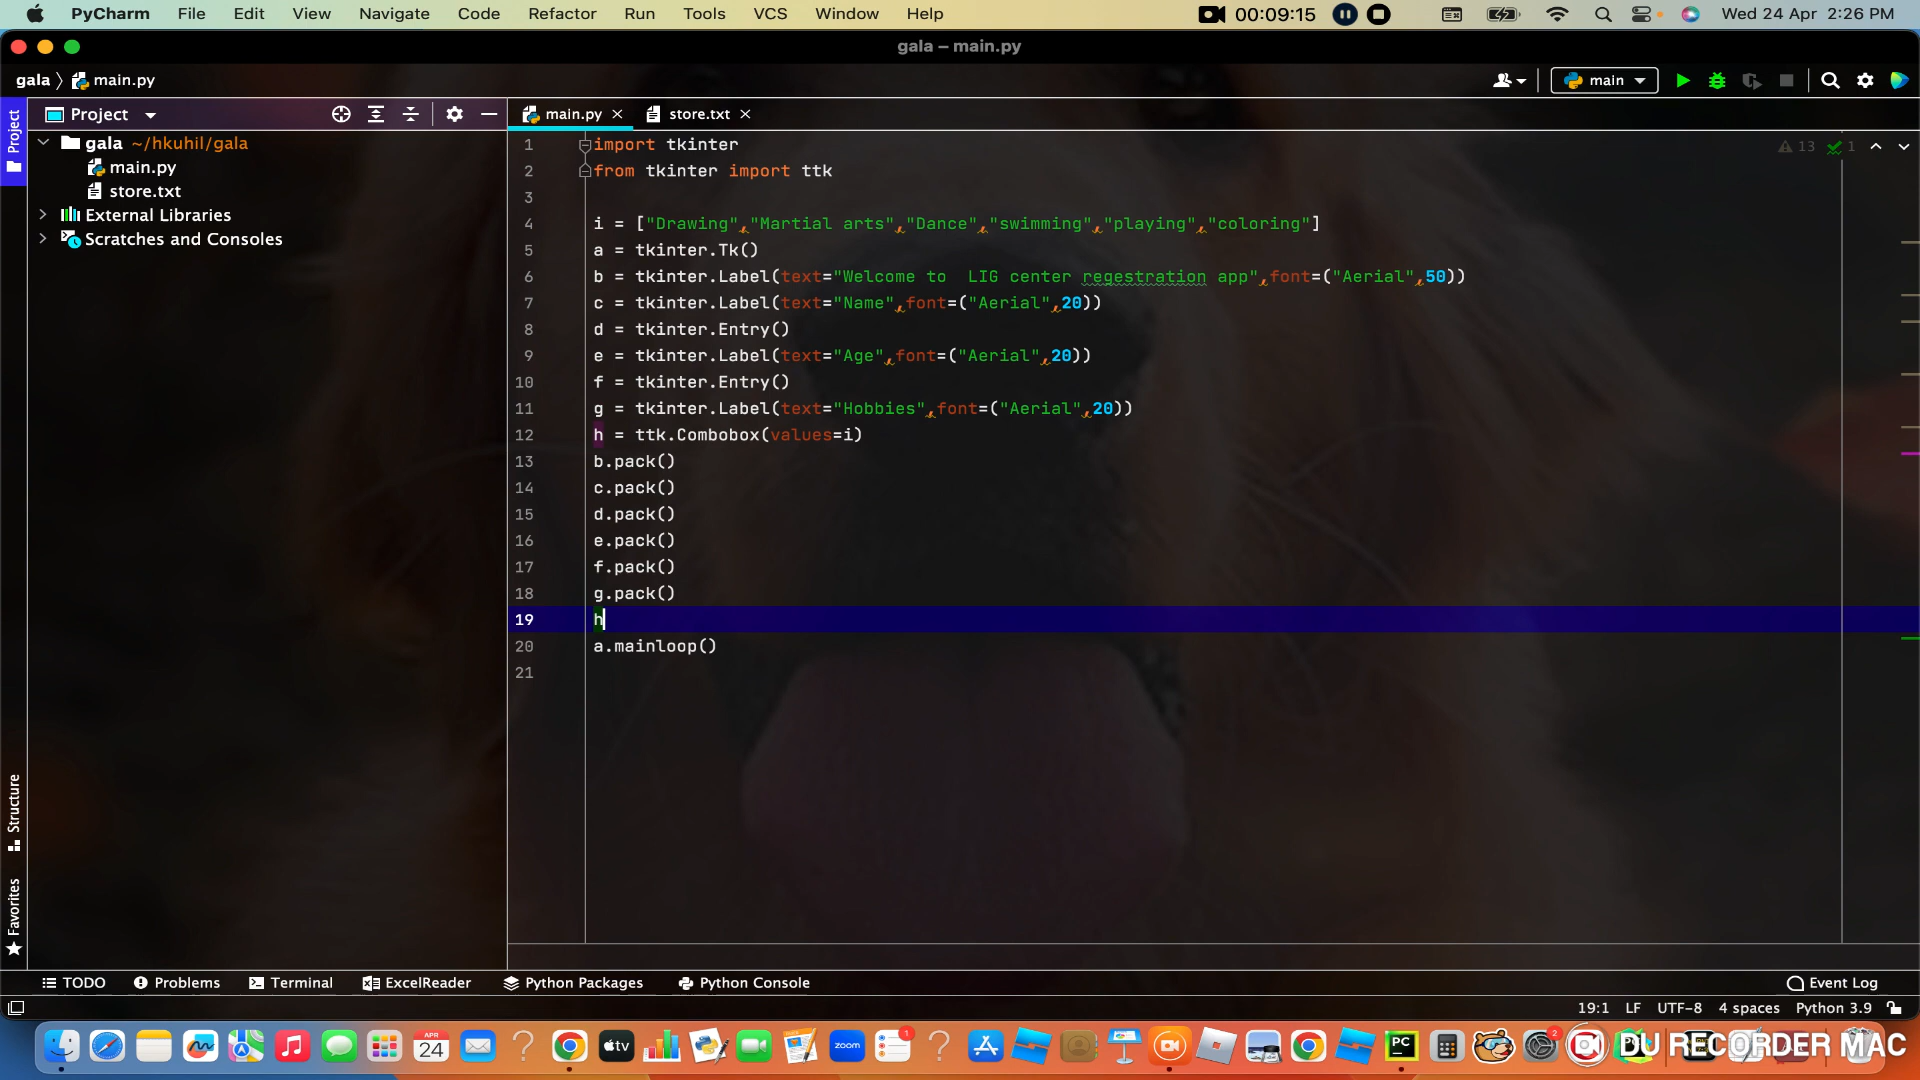 PyCharm File Edit View Navigate Code Refactor Run Tools VCS Window Help 00:09:15 Wed 24 Apr 2:26 PM
gala – main.py
gala 〉 main.py main
Project main.py store.txt
Project
gala ~/hkuhil/gala
main.py
store.txt
External Libraries
Scratches and Consoles
13 1
1 import tkinter
2 from tkinter import ttk
3
4 i = ["Drawing","Martial arts","Dance","swimming","playing","coloring"]
5 a = tkinter.Tk()
6 b = tkinter.Label(text="Welcome to  LIG center regestration app",font=("Aerial",50))
7 c = tkinter.Label(text="Name",font=("Aerial",20))
8 d = tkinter.Entry()
9 e = tkinter.Label(text="Age",font=("Aerial",20))
10 f = tkinter.Entry()
11 g = tkinter.Label(text="Hobbies",font=("Aerial",20))
12 h = ttk.Combobox(values=i)
13 b.pack()
14 c.pack()
15 d.pack()
16 e.pack()
17 f.pack()
18 g.pack()
19 h
20 a.mainloop()
21
Structure
Favorites
TODO Problems Terminal ExcelReader Python Packages Python Console Event Log
19:1 LF UTF-8 4 spaces Python 3.9
APR 24 tv zoom 1 PC 2 DU RECORDER MAC